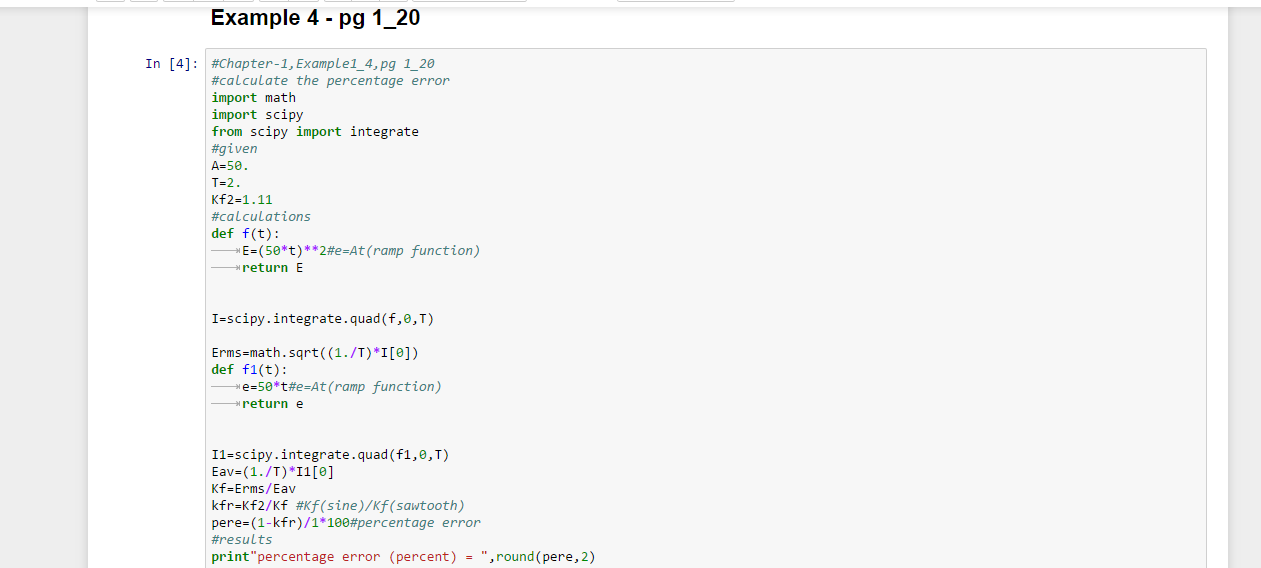 Example 4 - pg 1_20
In [4]:
#Chapter-1,Example1_4,pg 1_20
#calculate the percentage error
import math
import scipy
from scipy import integrate
#given
A=50.
T=2.
Kf2=1.11
#calculations
def f(t):
E=(50*t)**2#e=At(ramp function)
return E
I=scipy.integrate.quad(f,0,T)
Erms=math.sqrt((1./T)*I[0])
def f1(t):
e=50*t#e=At(ramp function)
return e
I1=scipy.integrate.quad(f1,0,T)
Eav=(1./T)*I1[0]
Kf=Erms/Eav
kfr=Kf2/Kf #Kf(sine)/Kf(sawtooth)
pere=(1-kfr)/1*100#percentage error
#results
print"percentage error (percent) = ",round(pere,2)